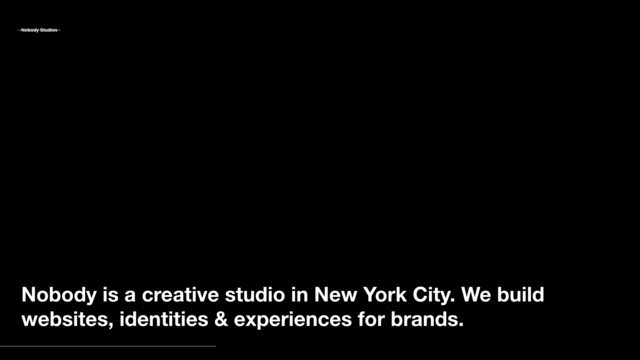 Nobody Studios
Nobody is a creative studio in New York City. We build
websites, identities & experiences for brands.